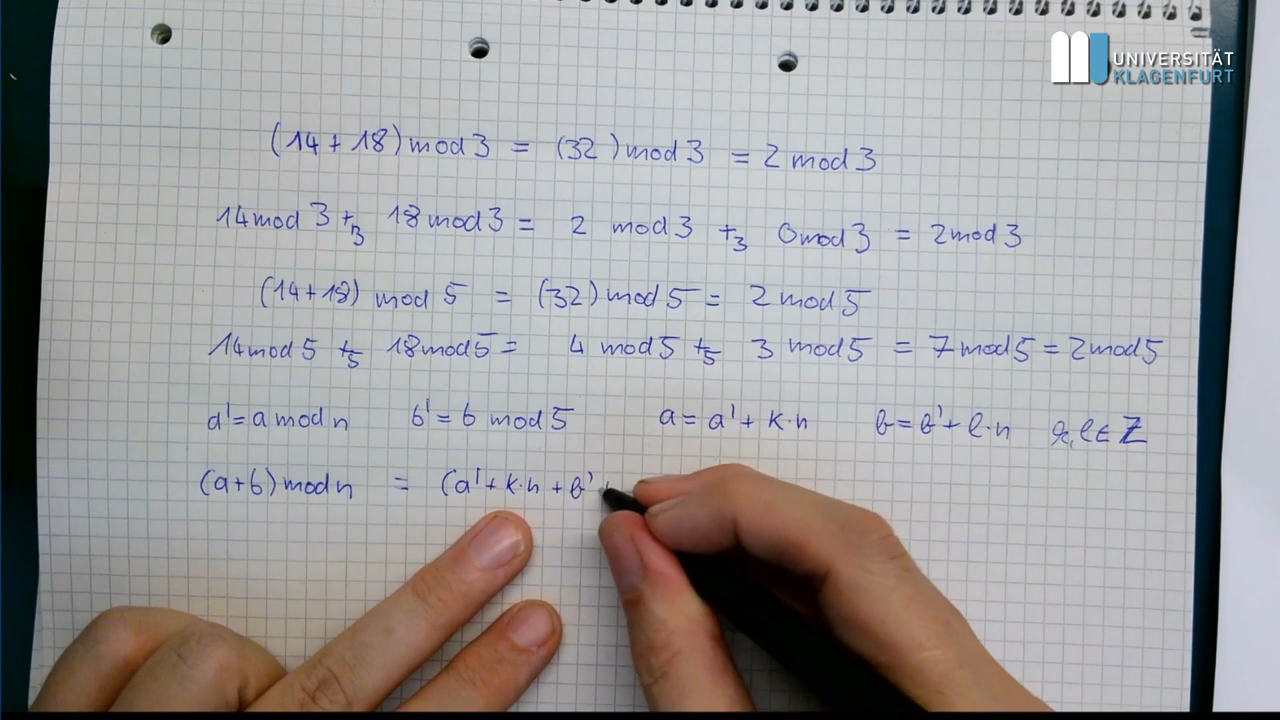 UNIVERSITÄT
KLAGENFURT
(14+18) mod 3 = (32) mod 3 = 2 mod 3
14 mod 3 +₃ 18 mod 3 = 2 mod 3 +₃ 0 mod 3 = 2 mod 3
(14+18) mod 5 = (32) mod 5 = 2 mod 5
14 mod 5 +₅ 18 mod 5 = 4 mod 5 +₅ 3 mod 5 = 7 mod 5 = 2 mod 5
a' = a mod n b' = b mod 5 a = a' + k·n b = b' + l·n k, l ∈ Z
(a+b) mod n = (a' + k·n + b'